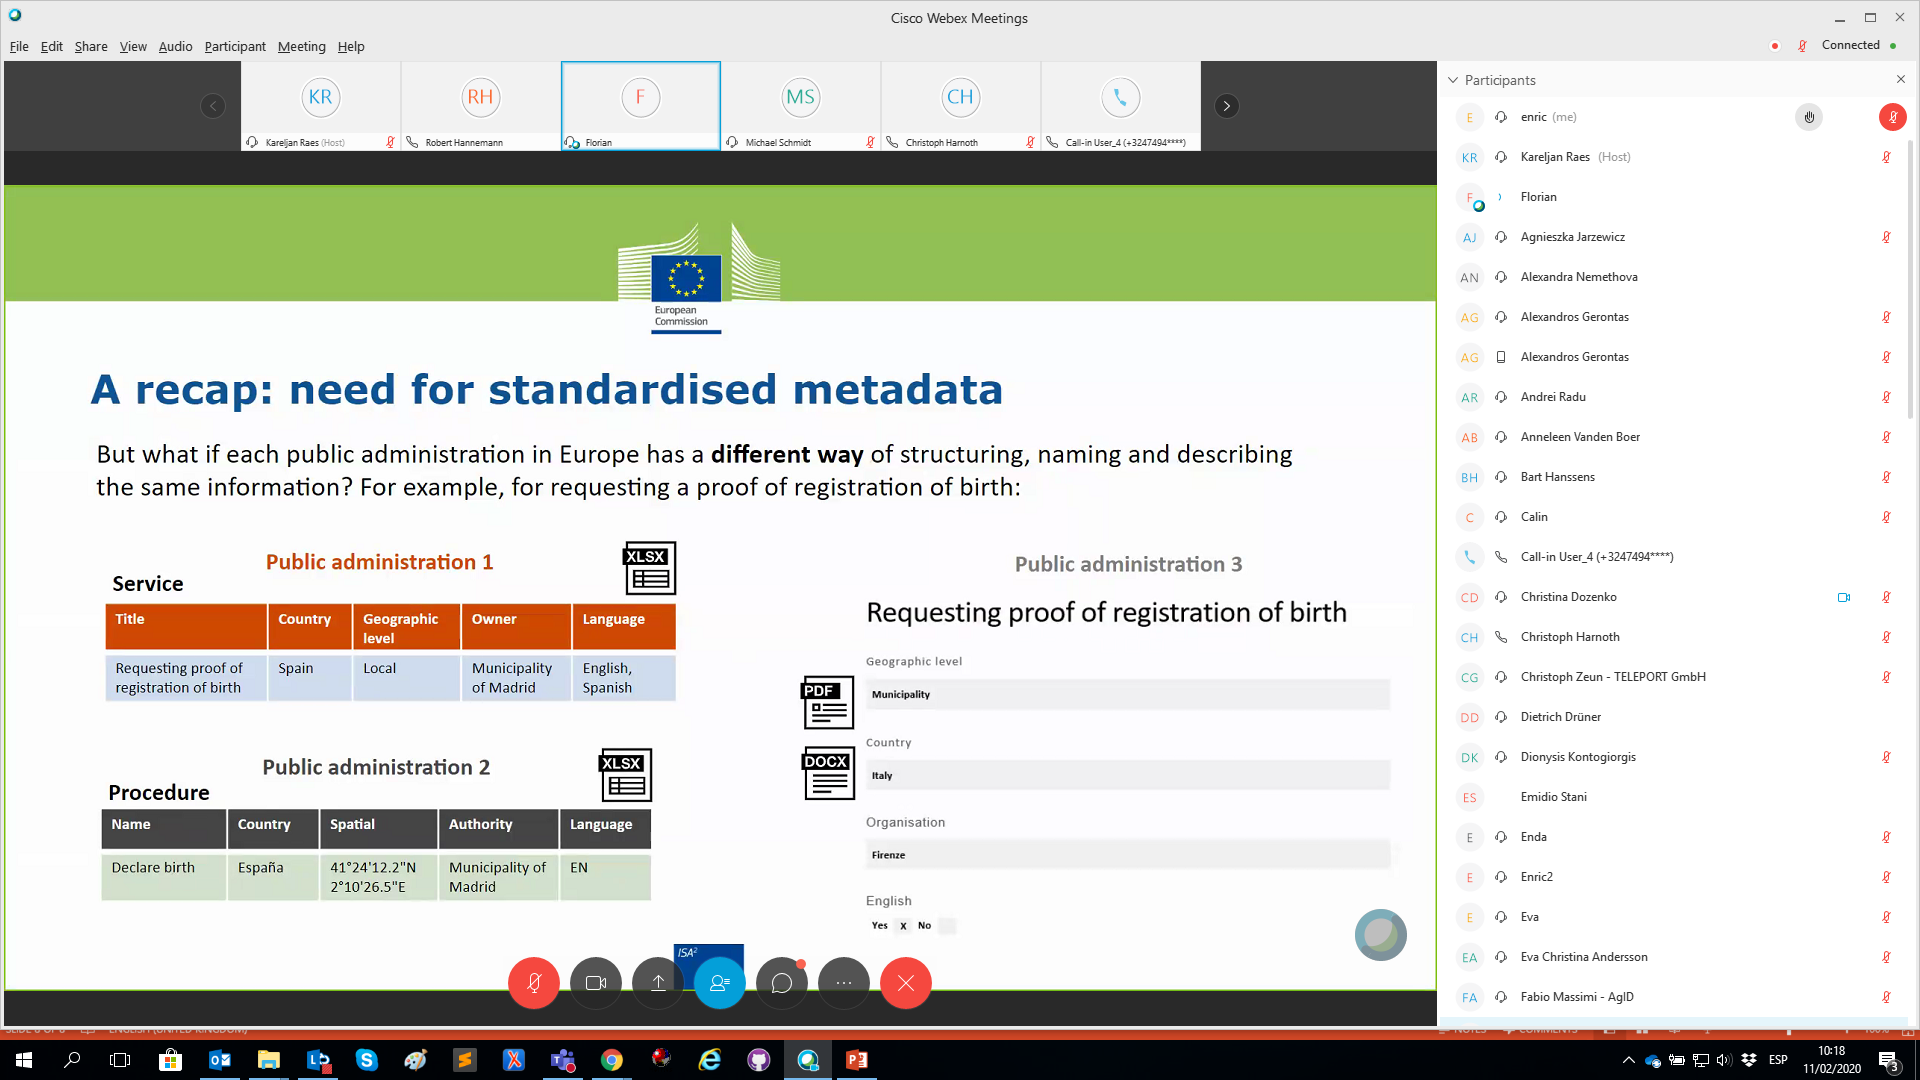 Cisco Webex Meetings
File Edit Share View Audio Participant Meeting Help
Connected
KR
RH
F
MS
CH
Kareljan Raes (Host)
Robert Hannemann
Florian
Michael Schmidt
Christoph Harnoth
Call-in User_4 (+3247494****)
European
Commission
A recap: need for standardised metadata
But what if each public administration in Europe has a different way of structuring, naming and describing
the same information? For example, for requesting a proof of registration of birth:
Public administration 1
XLSX
Service
Title Country Geographic level Owner Language
Requesting proof of registration of birth Spain Local Municipality of Madrid English, Spanish
Public administration 2
XLSX
Procedure
Name Country Spatial Authority Language
Declare birth España 41°24'12.2"N 2°10'26.5"E Municipality of Madrid EN
Public administration 3
Requesting proof of registration of birth
Geographic level
PDF
Municipality
Country
DOCX
Italy
Organisation
Firenze
English
Yes x No
ISA²
Participants
E enric (me)
KR Kareljan Raes (Host)
F Florian
AJ Agnieszka Jarzewicz
AN Alexandra Nemethova
AG Alexandros Gerontas
AG Alexandros Gerontas
AR Andrei Radu
AB Anneleen Vanden Boer
BH Bart Hanssens
C Calin
Call-in User_4 (+3247494****)
CD Christina Dozenko
CH Christoph Harnoth
CG Christoph Zeun - TELEPORT GmbH
DD Dietrich Drüner
DK Dionysis Kontogiorgis
ES Emidio Stani
E Enda
E Enric2
E Eva
EA Eva Christina Andersson
FA Fabio Massimi - AgID
ESP
10:18
11/02/2020
3